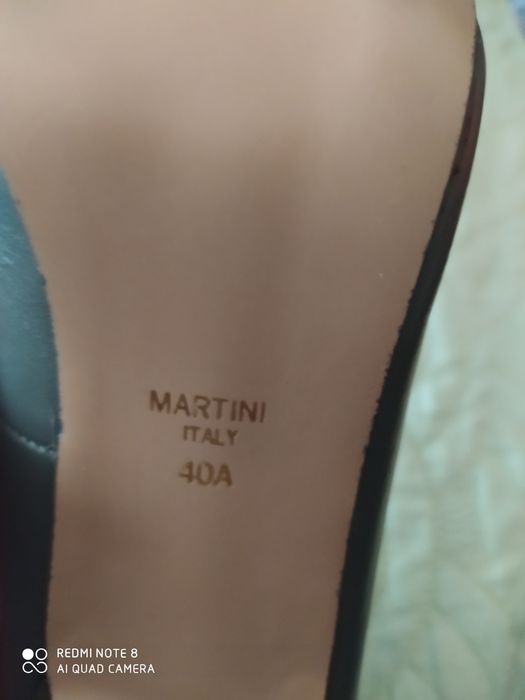 MARTINI
ITALY
40A
REDMI NOTE 8
AI QUAD CAMERA